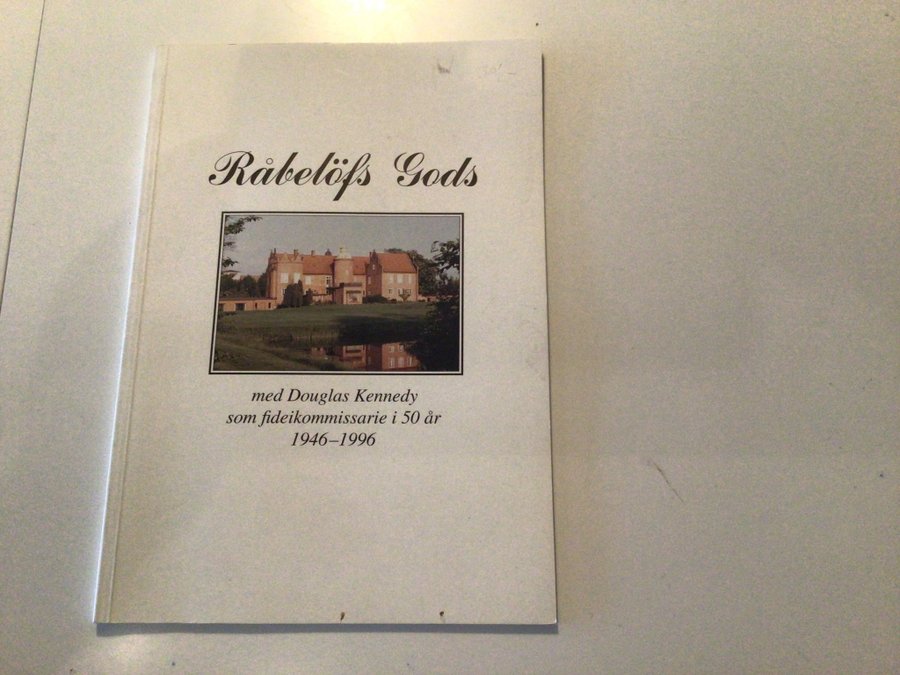 Råbelöfs Gods
med Douglas Kennedy
som fideikommissarie i 50 år
1946–1996